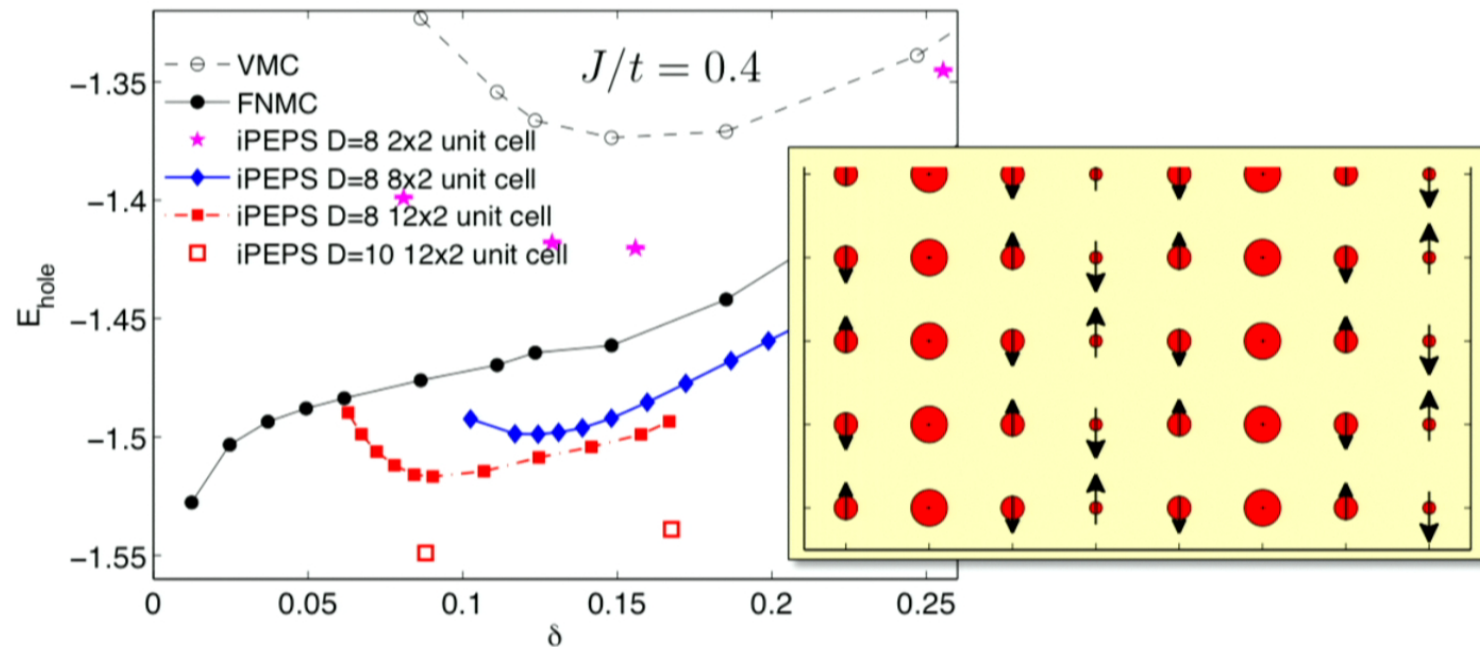 J/t = 0.4
VMC
FNMC
iPEPS D=8 2x2 unit cell
iPEPS D=8 8x2 unit cell
iPEPS D=8 12x2 unit cell
iPEPS D=10 12x2 unit cell
E_hole
−1.35
−1.4
−1.45
−1.5
−1.55
0 0.05 0.1 0.15 0.2 0.25
δ